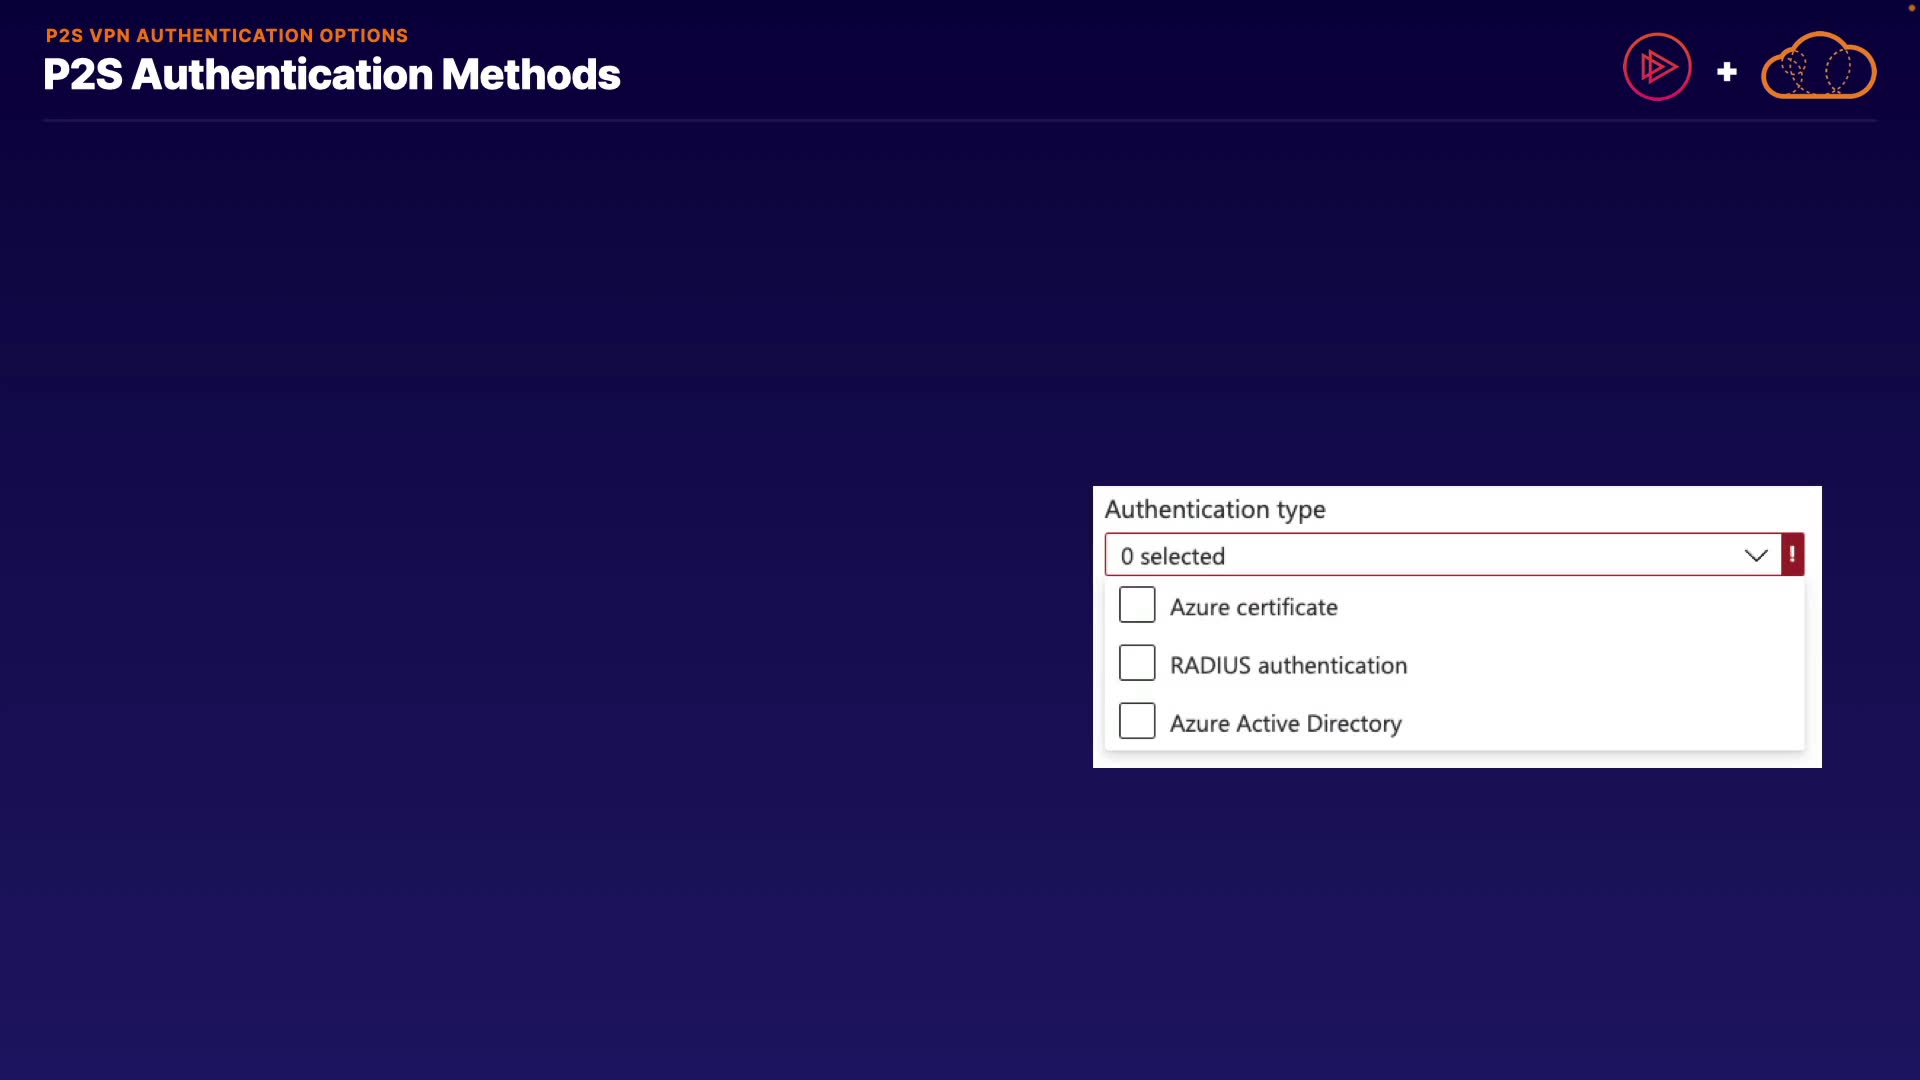 P2S VPN AUTHENTICATION OPTIONS
P2S Authentication Methods
Authentication type
0 selected
Azure certificate
RADIUS authentication
Azure Active Directory